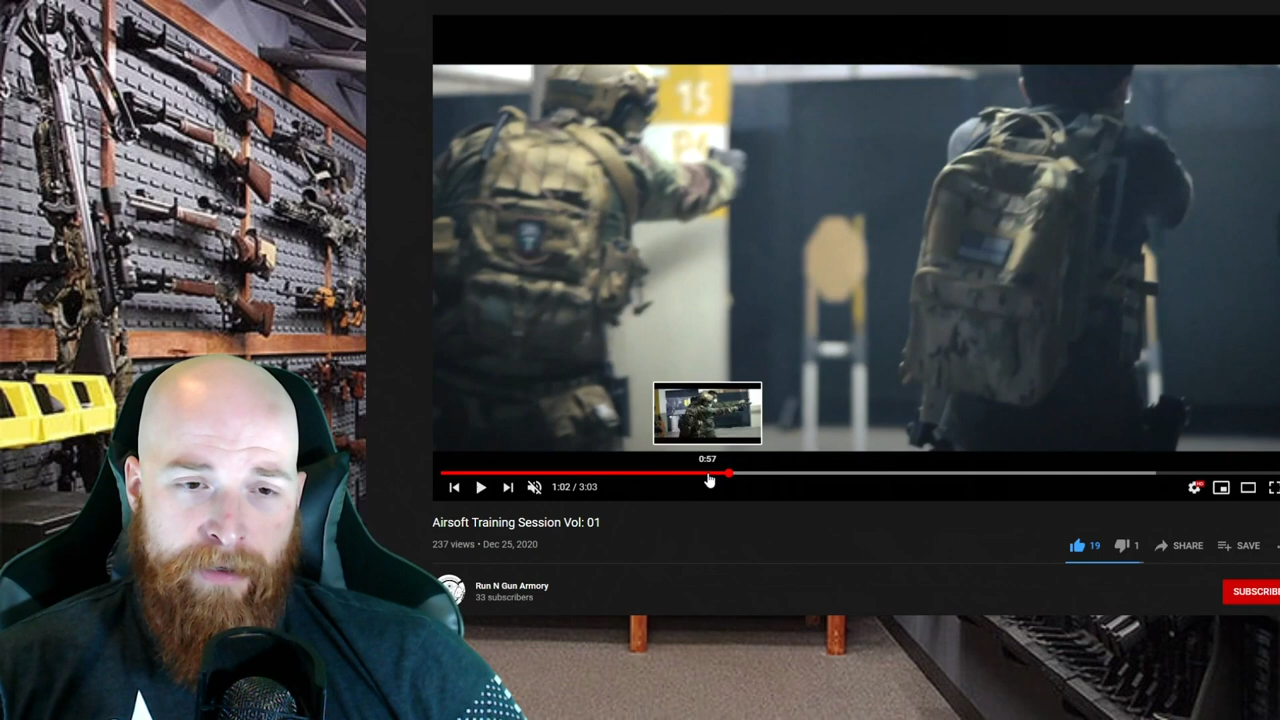 15
0:57
1:02 / 3:03
Airsoft Training Session Vol: 01
237 views • Dec 25, 2020
19
1
SHARE
SAVE
Run N Gun Armory
33 subscribers
SUBSCRIBE